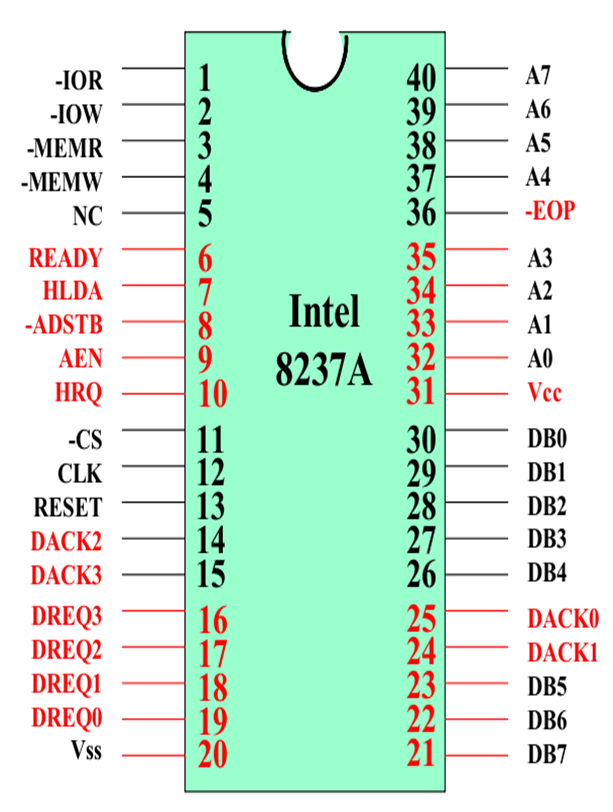 -IOR 1 40 A7
-IOW 2 39 A6
-MEMR 3 38 A5
-MEMW 4 37 A4
NC 5 36 -EOP
READY 6 35 A3
HLDA 7 34 A2
-ADSTB 8 33 A1
AEN 9 32 A0
HRQ 10 31 Vcc
Intel
8237A
-CS 11 30 DB0
CLK 12 29 DB1
RESET 13 28 DB2
DACK2 14 27 DB3
DACK3 15 26 DB4
DREQ3 16 25 DACK0
DREQ2 17 24 DACK1
DREQ1 18 23 DB5
DREQ0 19 22 DB6
Vss 20 21 DB7